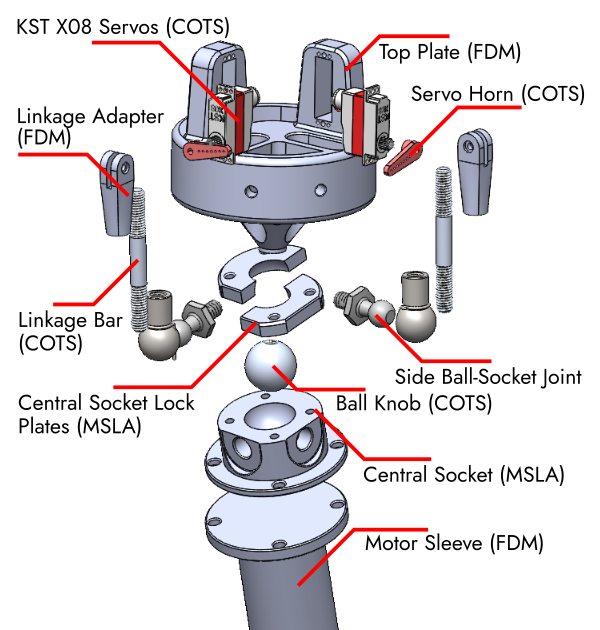 KST X08 Servos (COTS)
Top Plate (FDM)
Servo Horn (COTS)
Linkage Adapter
(FDM)
Linkage Bar
(COTS)
Side Ball-Socket Joint
Central Socket Lock
Plates (MSLA)
Ball Knob (COTS)
Central Socket (MSLA)
Motor Sleeve (FDM)